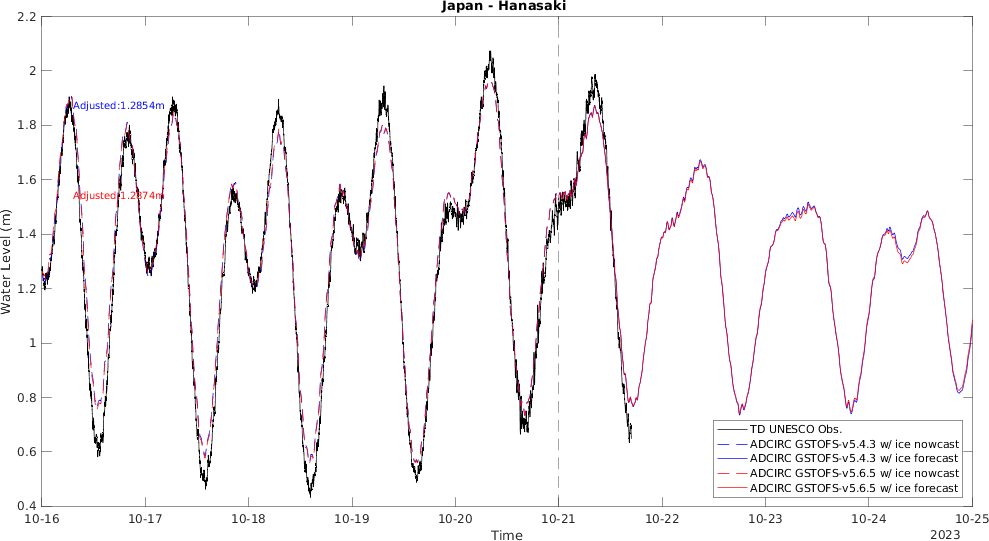 Japan - Hanasaki
2.2
2
1.8
1.6
1.4
1.2
1
0.8
0.6
0.4
Water Level (m)
Adjusted:1.2854m
Adjusted:1.2874m
TD UNESCO Obs.
ADCIRC GSTOFS-v5.4.3 w/ ice nowcast
ADCIRC GSTOFS-v5.4.3 w/ ice forecast
ADCIRC GSTOFS-v5.6.5 w/ ice nowcast
ADCIRC GSTOFS-v5.6.5 w/ ice forecast
10-16 10-17 10-18 10-19 10-20 10-21 10-22 10-23 10-24 10-25
Time
2023